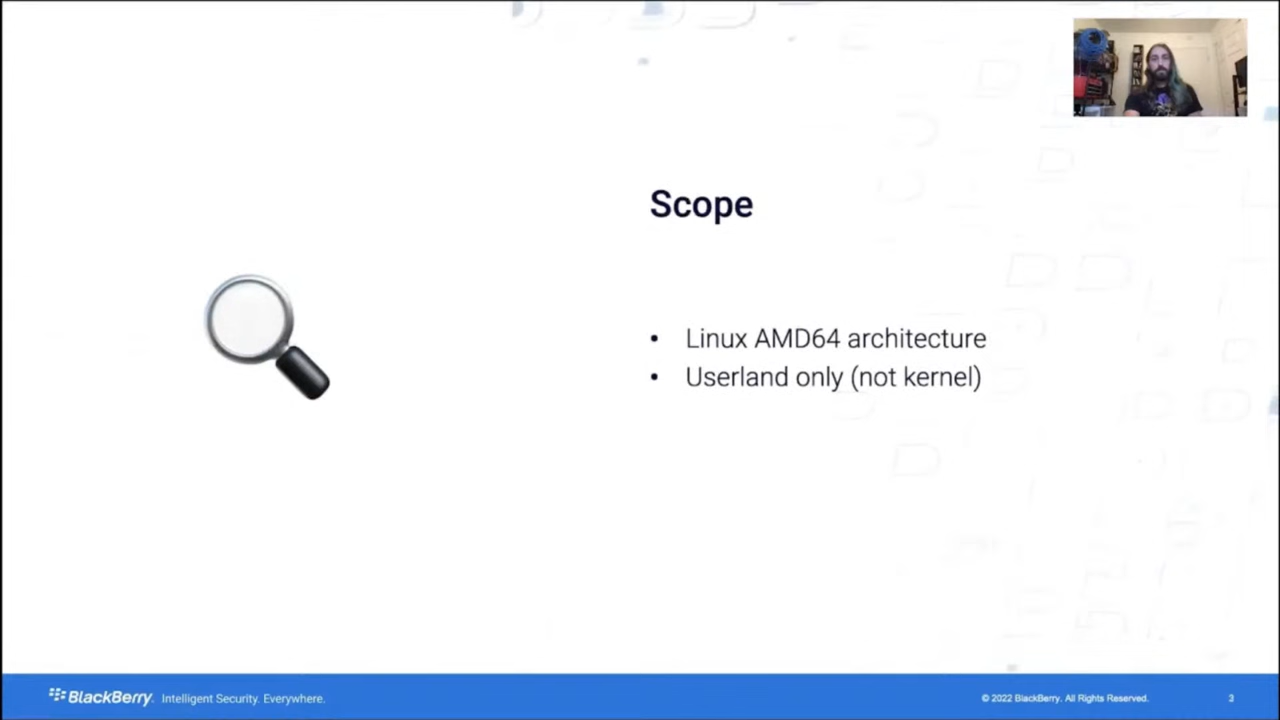 Scope
• Linux AMD64 architecture
• Userland only (not kernel)
BlackBerry. Intelligent Security. Everywhere.
© 2022 BlackBerry. All Rights Reserved. 3